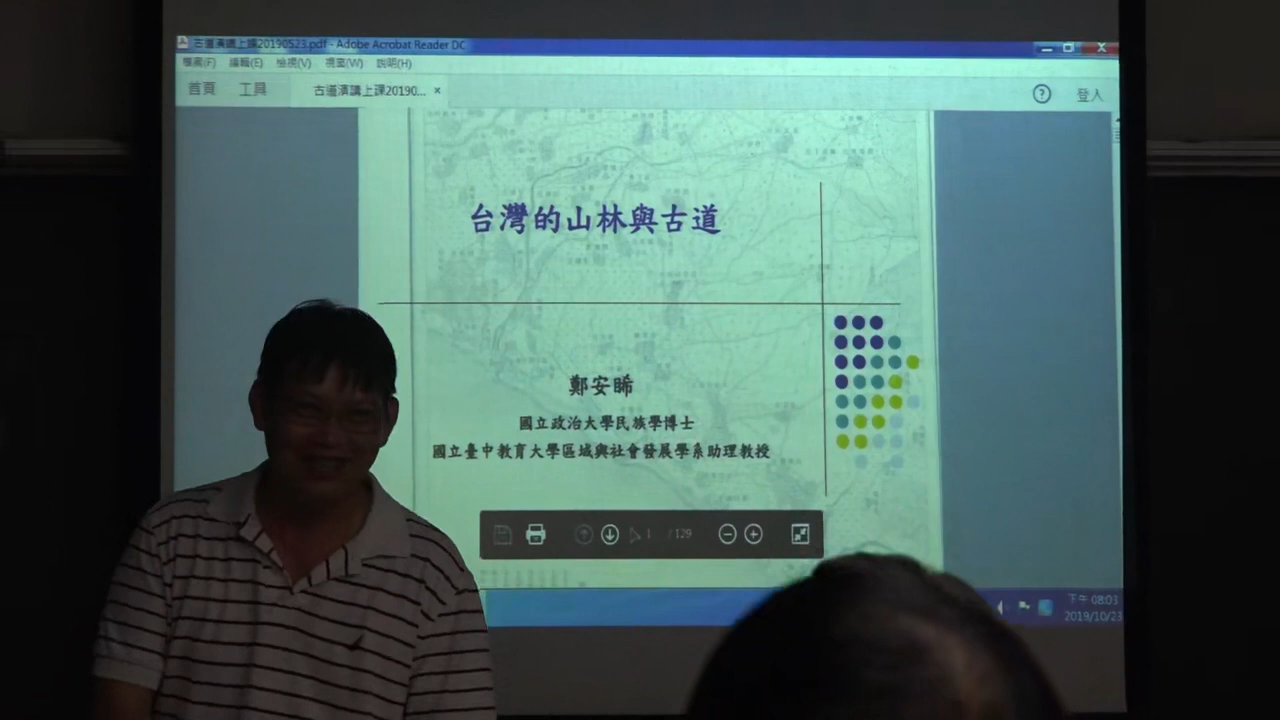 古道演講上課20190523.pdf - Adobe Acrobat Reader DC
檔案(F) 編輯(E) 檢視(V) 視窗(W) 說明(H)
首頁 工具 古道演講上課20190... ×
? 登入
台灣的山林與古道
鄭安睎
國立政治大學民族學博士
國立臺中教育大學區域與社會發展學系助理教授
1 / 129
下午 08:03
2019/10/23